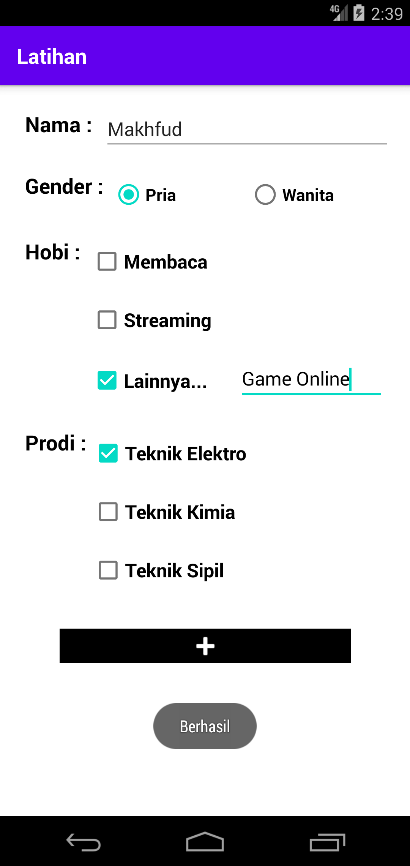 4G 2:39
Latihan
Nama : Makhfud
Gender : Pria Wanita
Hobi : Membaca
Streaming
Lainnya... Game Online
Prodi : Teknik Elektro
Teknik Kimia
Teknik Sipil
+
Berhasil